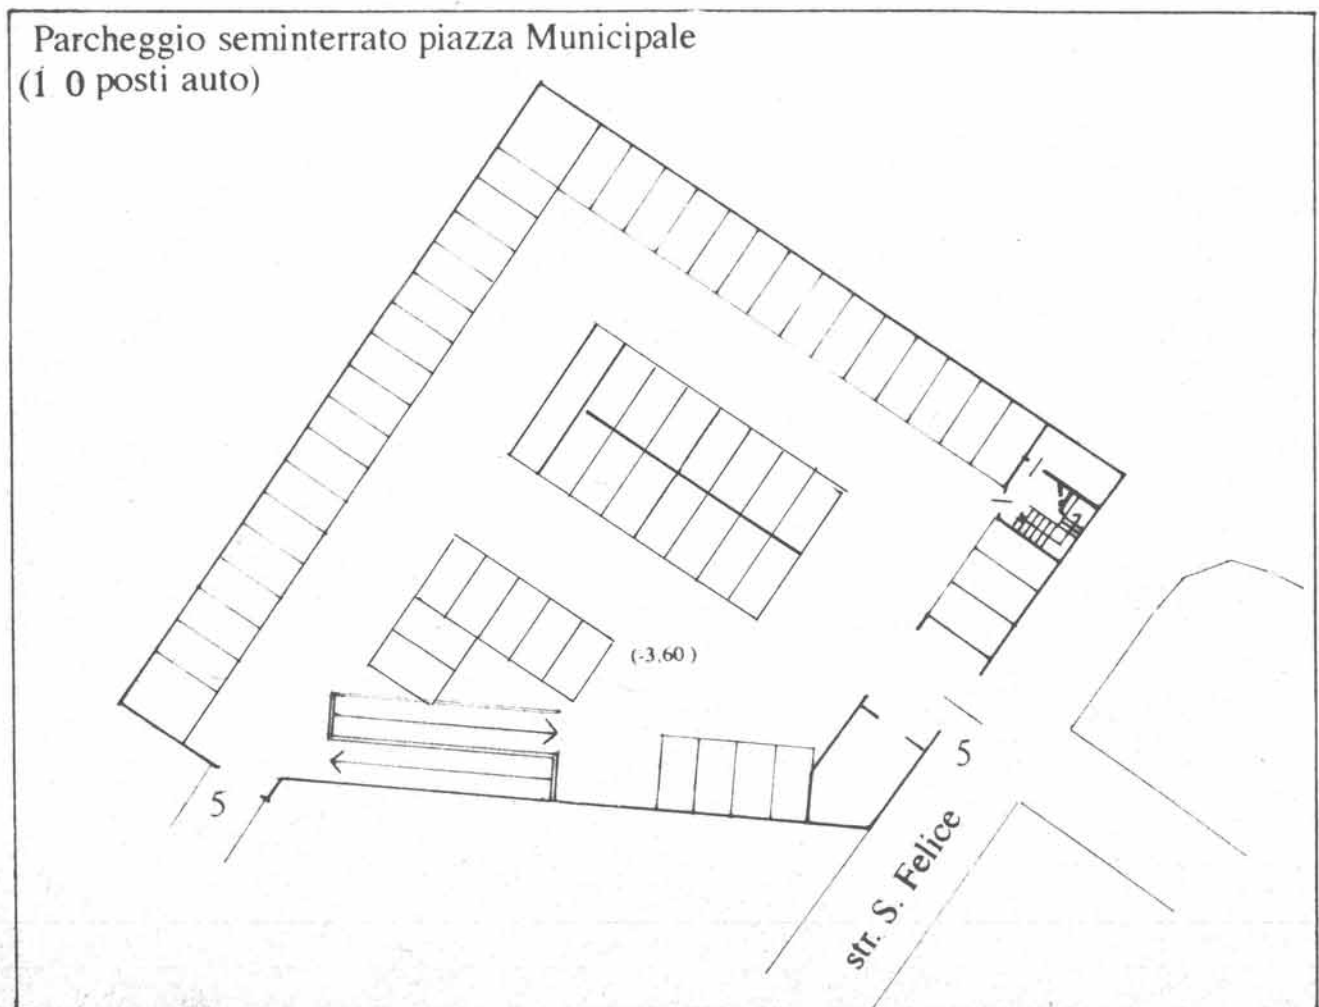 Parcheggio seminterrato piazza Municipale
(1 0 posti auto)
(-3,60)
5
5
str. S. Felice